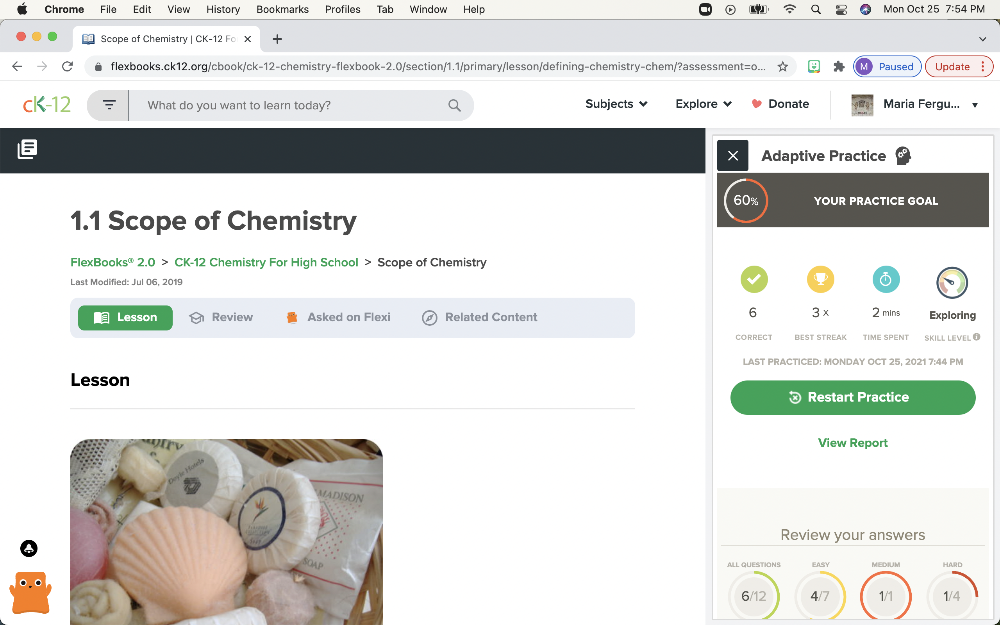 Chrome File Edit View History Bookmarks Profiles Tab Window Help Mon Oct 25 7:54 PM
Scope of Chemistry | CK-12 Fo
flexbooks.ck12.org/cbook/ck-12-chemistry-flexbook-2.0/section/1.1/primary/lesson/defining-chemistry-chem/?assessment=o... M Paused Update
cK-12 What do you want to learn today? Subjects Explore Donate Maria Fergu...
Adaptive Practice
60% YOUR PRACTICE GOAL
1.1 Scope of Chemistry
FlexBooks® 2.0 > CK-12 Chemistry For High School > Scope of Chemistry
Last Modified: Jul 06, 2019
Lesson Review Asked on Flexi Related Content
6 3 x 2 mins Exploring
CORRECT BEST STREAK TIME SPENT SKILL LEVEL
LAST PRACTICED: MONDAY OCT 25, 2021 7:44 PM
Lesson
Restart Practice
View Report
Doyle Hotels
MADISON
SOAP
Review your answers
ALL QUESTIONS EASY MEDIUM HARD
6/12 4/7 1/1 1/4